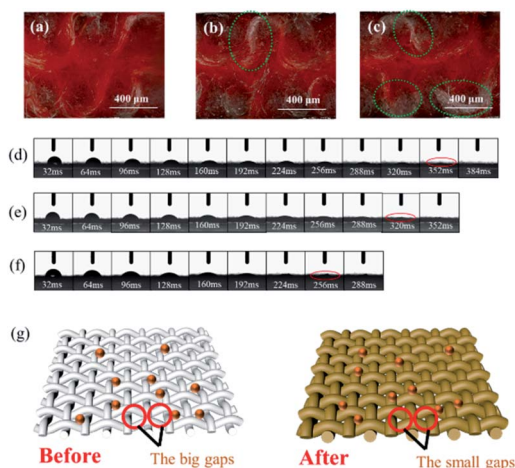 (a) (b) (c)
400 μm 400 μm 400 μm
(d)
32ms 64ms 96ms 128ms 160ms 192ms 224ms 256ms 288ms 320ms 352ms 384ms
(e)
32ms 64ms 96ms 128ms 160ms 192ms 224ms 256ms 288ms 320ms 352ms
(f)
32ms 64ms 96ms 128ms 160ms 192ms 224ms 256ms 288ms
(g)
Before The big gaps After The small gaps